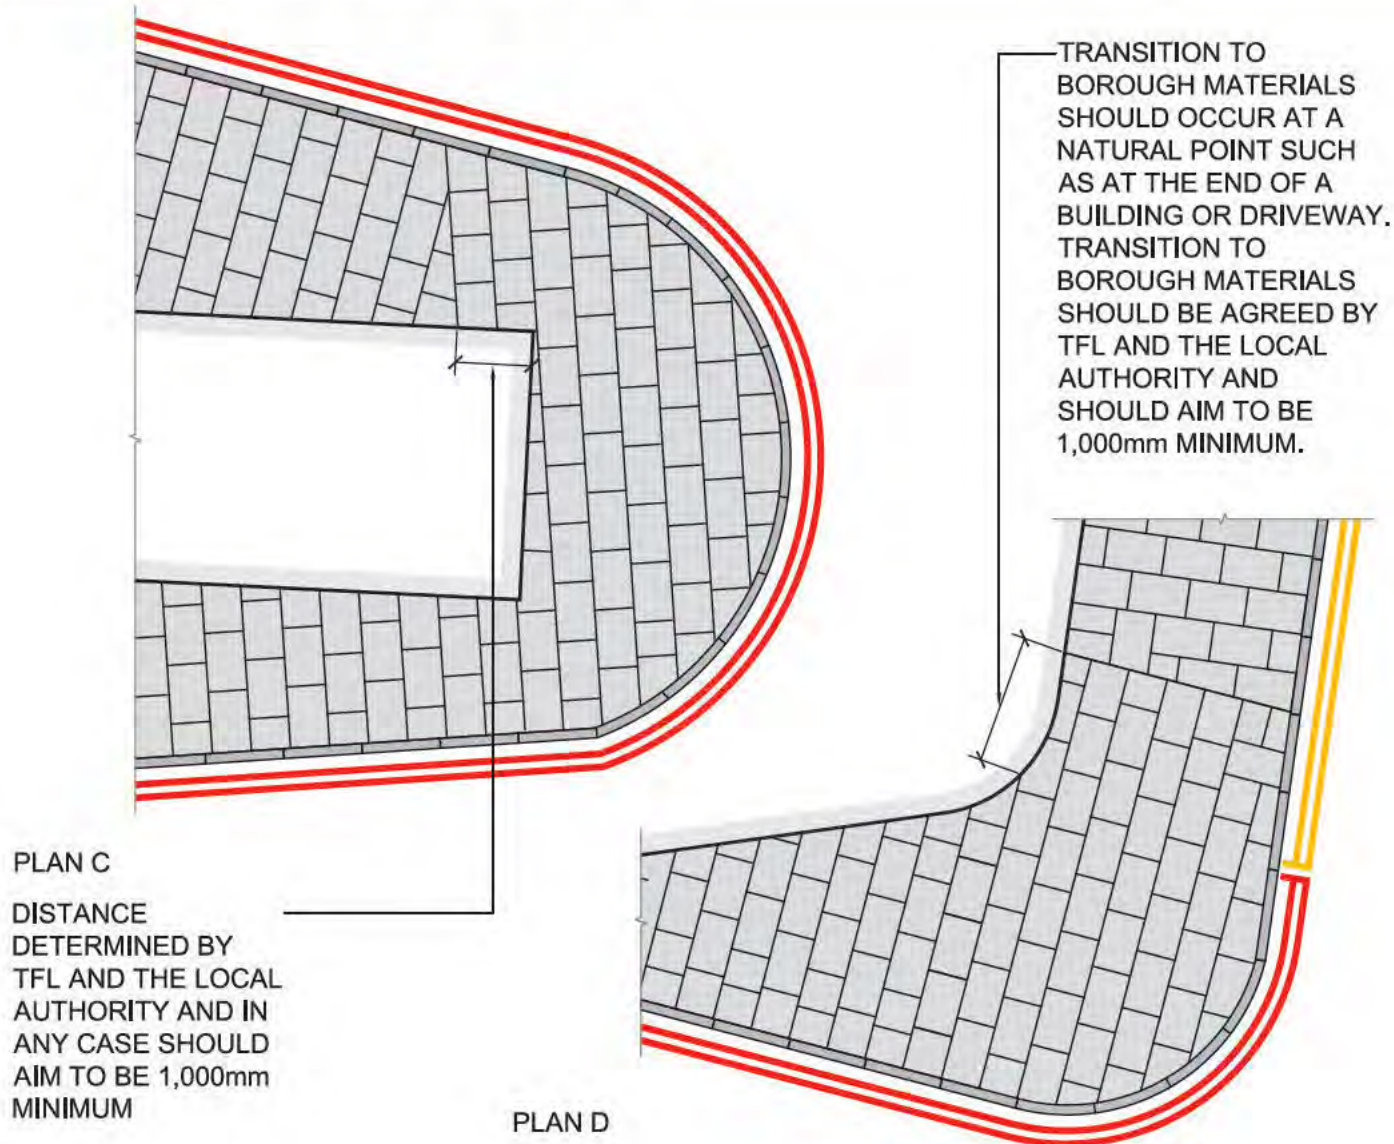 TRANSITION TO
BOROUGH MATERIALS
SHOULD OCCUR AT A
NATURAL POINT SUCH
AS AT THE END OF A
BUILDING OR DRIVEWAY.
TRANSITION TO
BOROUGH MATERIALS
SHOULD BE AGREED BY
TFL AND THE LOCAL
AUTHORITY AND
SHOULD AIM TO BE
1,000mm MINIMUM.
PLAN C
DISTANCE
DETERMINED BY
TFL AND THE LOCAL
AUTHORITY AND IN
ANY CASE SHOULD
AIM TO BE 1,000mm
MINIMUM
PLAN D